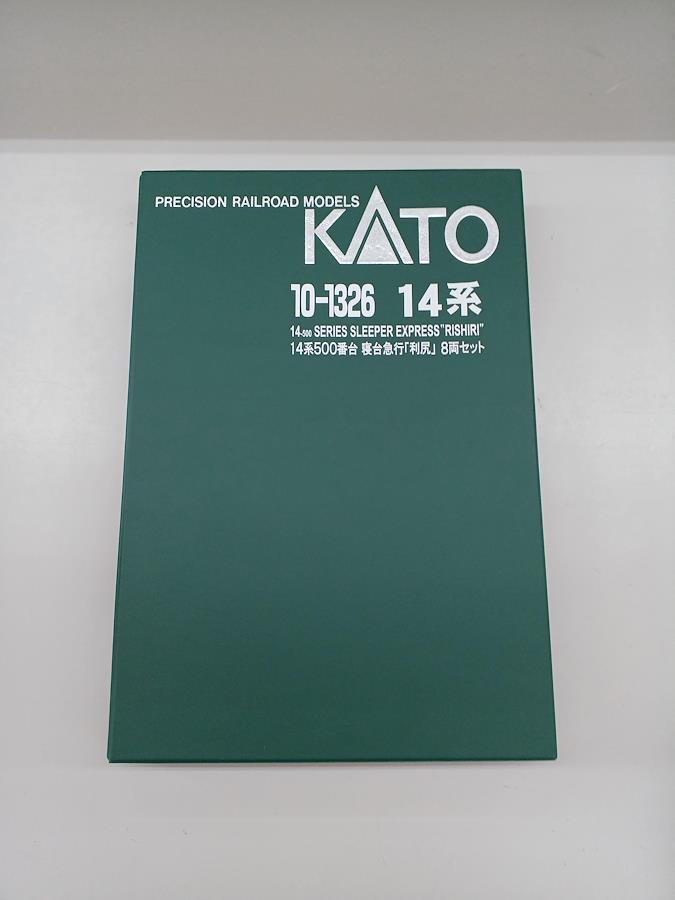 PRECISION RAILROAD MODELS
KATO
10-1326 14系
14-500 SERIES SLEEPER EXPRESS "RISHIRI"
14系500番台 寝台急行「利尻」 8両セット